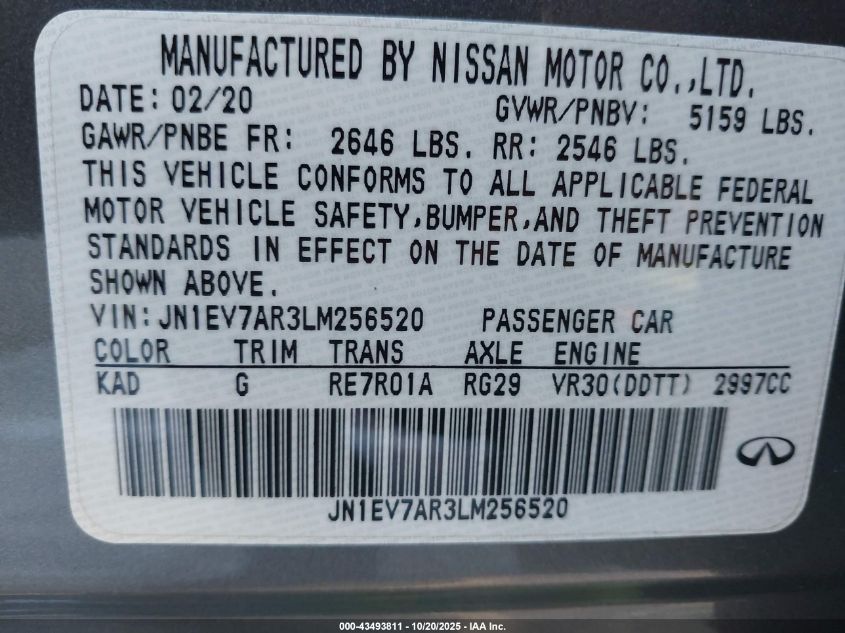 MANUFACTURED BY NISSAN MOTOR CO.,LTD.
DATE: 02/20 GVWR/PNBV: 5159 LBS.
GAWR/PNBE FR: 2646 LBS. RR: 2546 LBS.
THIS VEHICLE CONFORMS TO ALL APPLICABLE FEDERAL
MOTOR VEHICLE SAFETY,BUMPER,AND THEFT PREVENTION
STANDARDS IN EFFECT ON THE DATE OF MANUFACTURE
SHOWN ABOVE.
VIN:JN1EV7AR3LM256520 PASSENGER CAR
COLOR TRIM TRANS AXLE ENGINE
KAD G RE7R01A RG29 VR30(DDTT) 2997CC
JN1EV7AR3LM256520
000-43493811 - 10/20/2025 - IAA Inc.